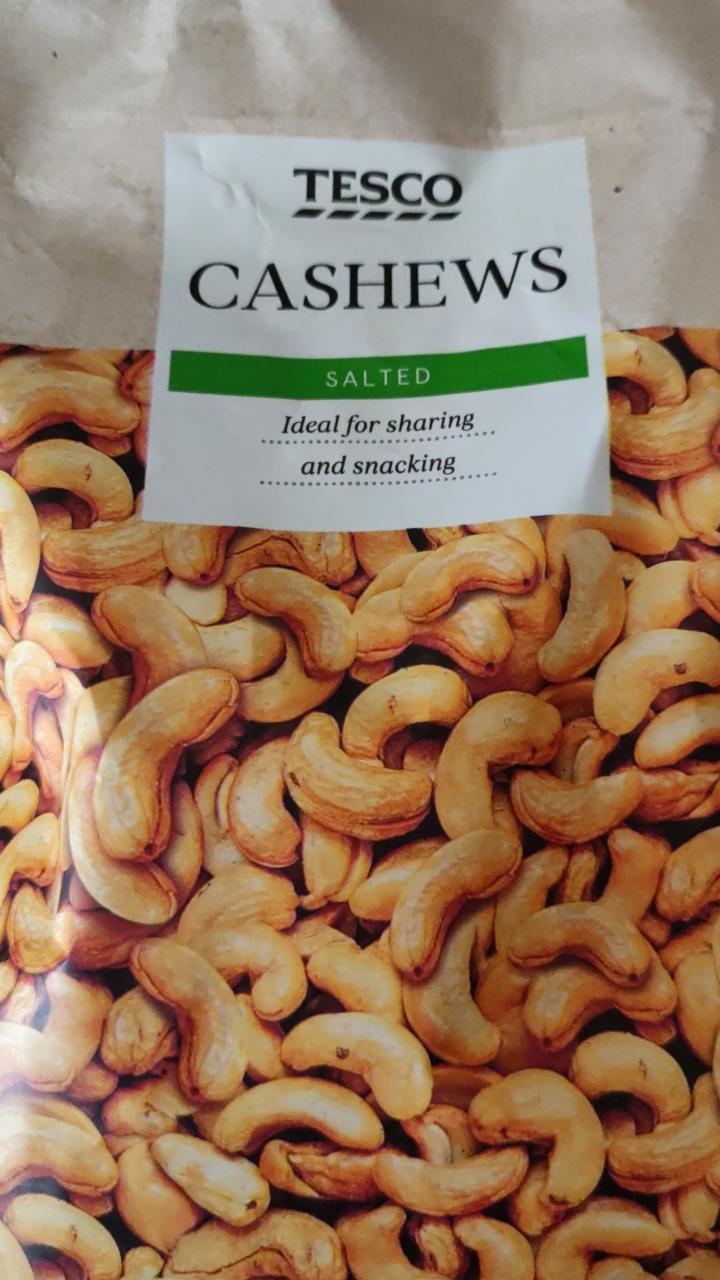 TESCO
CASHEWS
SALTED
Ideal for sharing
and snacking